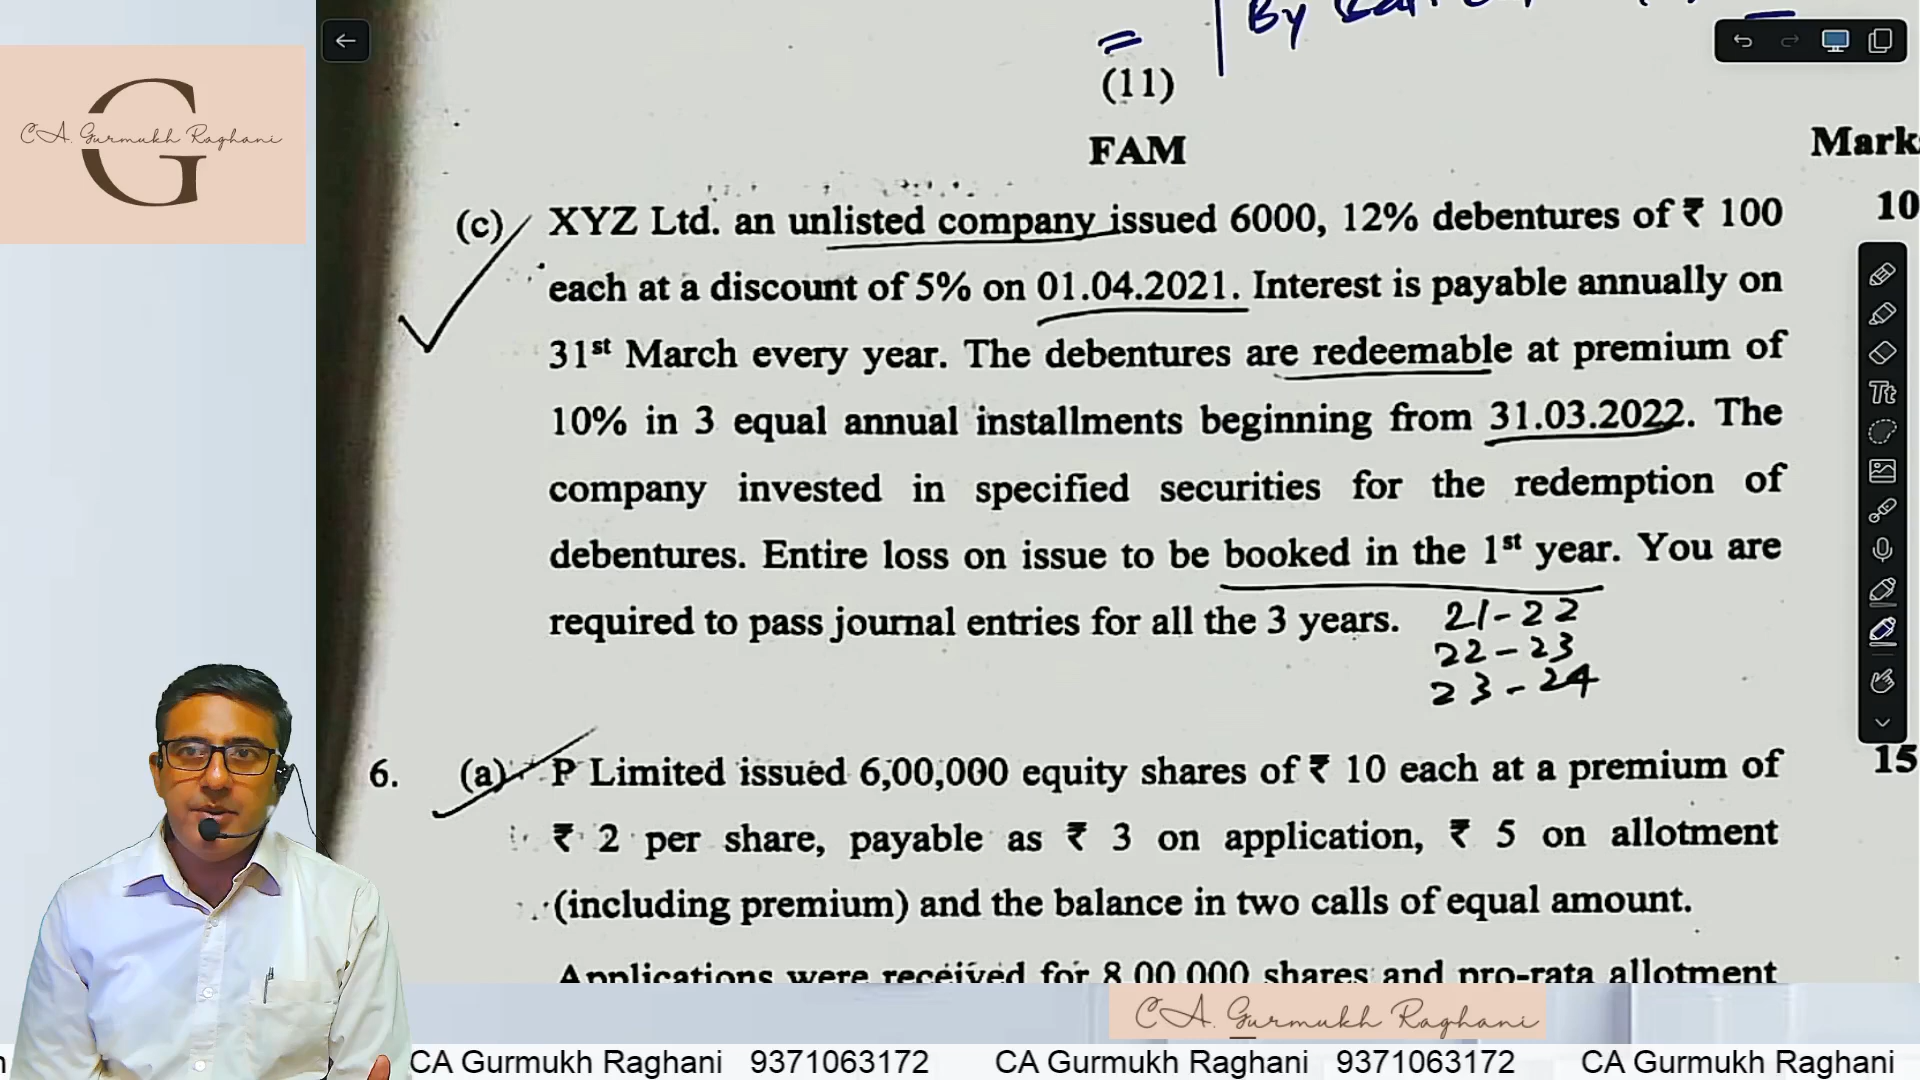 C A. Gurmukh Raghani
G
By
=
(11)
FAM
Marks
(c) XYZ Ltd. an unlisted company issued 6000, 12% debentures of ₹ 100 10
each at a discount of 5% on 01.04.2021. Interest is payable annually on
31st March every year. The debentures are redeemable at premium of
10% in 3 equal annual installments beginning from 31.03.2022. The
company invested in specified securities for the redemption of
debentures. Entire loss on issue to be booked in the 1st year. You are
required to pass journal entries for all the 3 years. 21-22
22-23
23-24
6. (a) P Limited issued 6,00,000 equity shares of ₹ 10 each at a premium of 15
₹ 2 per share, payable as ₹ 3 on application, ₹ 5 on allotment
(including premium) and the balance in two calls of equal amount.
Applications were received for 8,00,000 shares and pro-rata allotment
Tt
CA. Gurmukh Raghani
CA Gurmukh Raghani 9371063172 CA Gurmukh Raghani 9371063172 CA Gurmukh Raghani